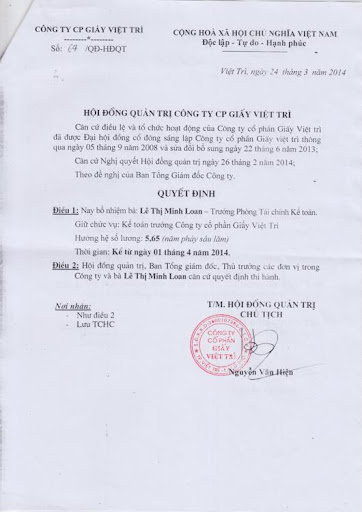 CÔNG TY CP GIẤY VIỆT TRÌ
CỘNG HOÀ XÃ HỘI CHỦ NGHĨA VIỆT NAM
--------*--------
Độc lập - Tự do - Hạnh phúc
Số: 64 /QĐ-HĐQT
Việt Trì, ngày 24 tháng 3 năm 2014
HỘI ĐỒNG QUẢN TRỊ CÔNG TY CP GIẤY VIỆT TRÌ
Căn cứ điều lệ và tổ chức hoạt động của Công ty cổ phần Giấy Việt trì
đã được Đại hội đồng cổ đông sáng lập Công ty cổ phần Giấy Việt trì thông
qua ngày 05 tháng 9 năm 2008 và sửa đổi bổ sung ngày 22 tháng 6 năm 2013;
Căn cứ Nghị quyết Hội đồng quản trị ngày 26 tháng 2 năm 2014;
Theo đề nghị của Ban Tổng Giám đốc Công ty.
QUYẾT ĐỊNH
Điều 1: Nay bổ nhiệm bà: Lê Thị Minh Loan – Trưởng Phòng Tài chính Kế toán.
Giữ chức vụ: Kế toán trưởng Công ty cổ phần Giấy Việt Trì
Hưởng hệ số lương: 5,65 (năm phảy sáu lăm)
Thời gian: Kể từ ngày 01 tháng 04 năm 2014.
Điều 2: Hội đồng quản trị, Ban Tổng giám đốc, Thủ trưởng các đơn vị trong
Công ty và bà Lê Thị Minh Loan căn cứ quyết định thi hành.
Nơi nhận:
- Như điều 2
- Lưu TCHC
T/M. HỘI ĐỒNG QUẢN TRỊ
CHỦ TỊCH
CÔNG TY
CỔ PHẦN
GIẤY
VIỆT TRÌ
Nguyễn Văn Hiện